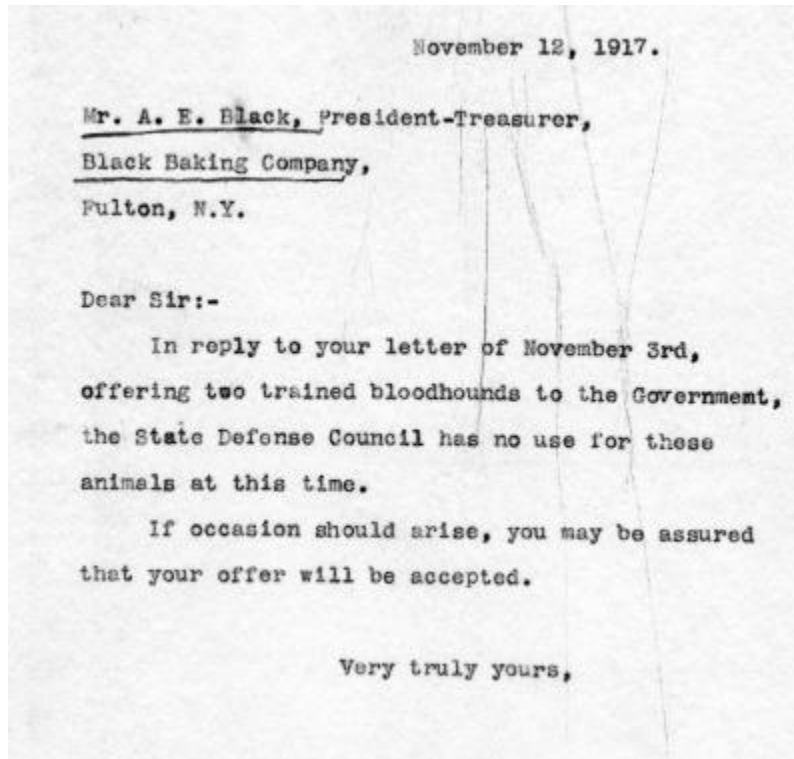 November 12, 1917.
Mr. A. E. Black, President-Treasurer,
Black Baking Company,
Fulton, N.Y.
Dear Sir:-
In reply to your letter of November 3rd,
offering two trained bloodhounds to the Government,
the State Defense Council has no use for these
animals at this time.
If occasion should arise, you may be assured
that your offer will be accepted.
Very truly yours,